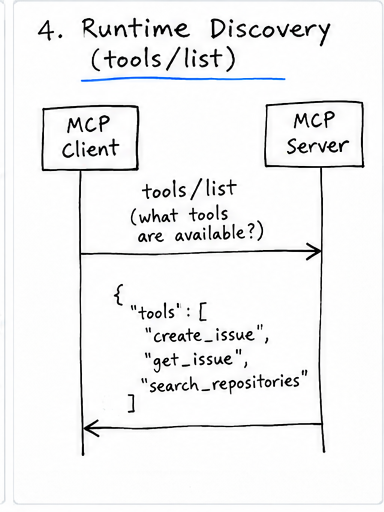 4. Runtime Discovery
(tools/list)
MCP
Client
MCP
Server
tools/list
(what tools
are available?)
{
"tools" : [
"create_issue",
"get_issue",
"search_repositories"
]